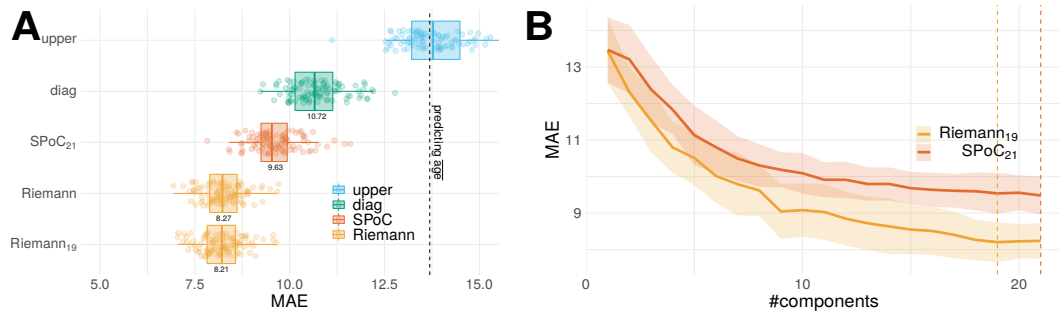 A
upper
diag
SPoC21
Riemann
Riemann19
10.72
9.63
8.27
8.21
predicting age
upper
diag
SPoC
Riemann
5.0
7.5
10.0
12.5
15.0
MAE
B
MAE
13
11
9
Riemann19
SPoC21
0
10
20
#components